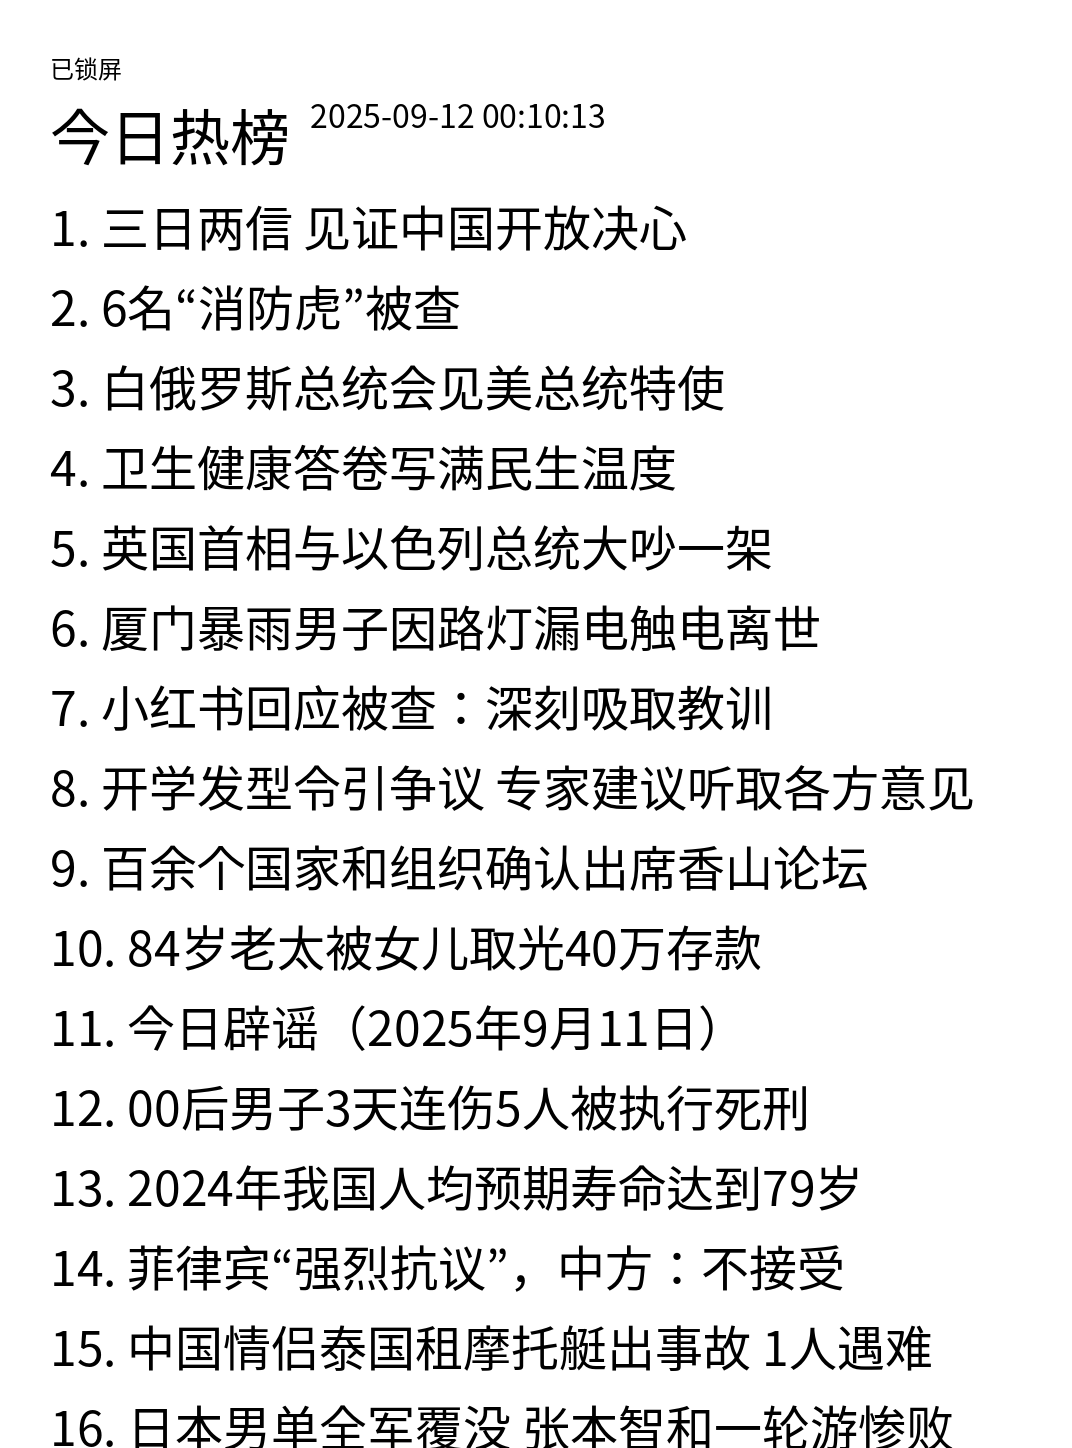 已锁屏
今日热榜 2025-09-12 00:10:13
1. 三日两信 见证中国开放决心
2. 6名“消防虎”被查
3. 白俄罗斯总统会见美总统特使
4. 卫生健康答卷写满民生温度
5. 英国首相与以色列总统大吵一架
6. 厦门暴雨男子因路灯漏电触电离世
7. 小红书回应被查：深刻吸取教训
8. 开学发型令引争议 专家建议听取各方意见
9. 百余个国家和组织确认出席香山论坛
10. 84岁老太被女儿取光40万存款
11. 今日辟谣（2025年9月11日）
12. 00后男子3天连伤5人被执行死刑
13. 2024年我国人均预期寿命达到79岁
14. 菲律宾“强烈抗议”，中方：不接受
15. 中国情侣泰国租摩托艇出事故 1人遇难
16. 日本男单全军覆没 张本智和一轮游惨败